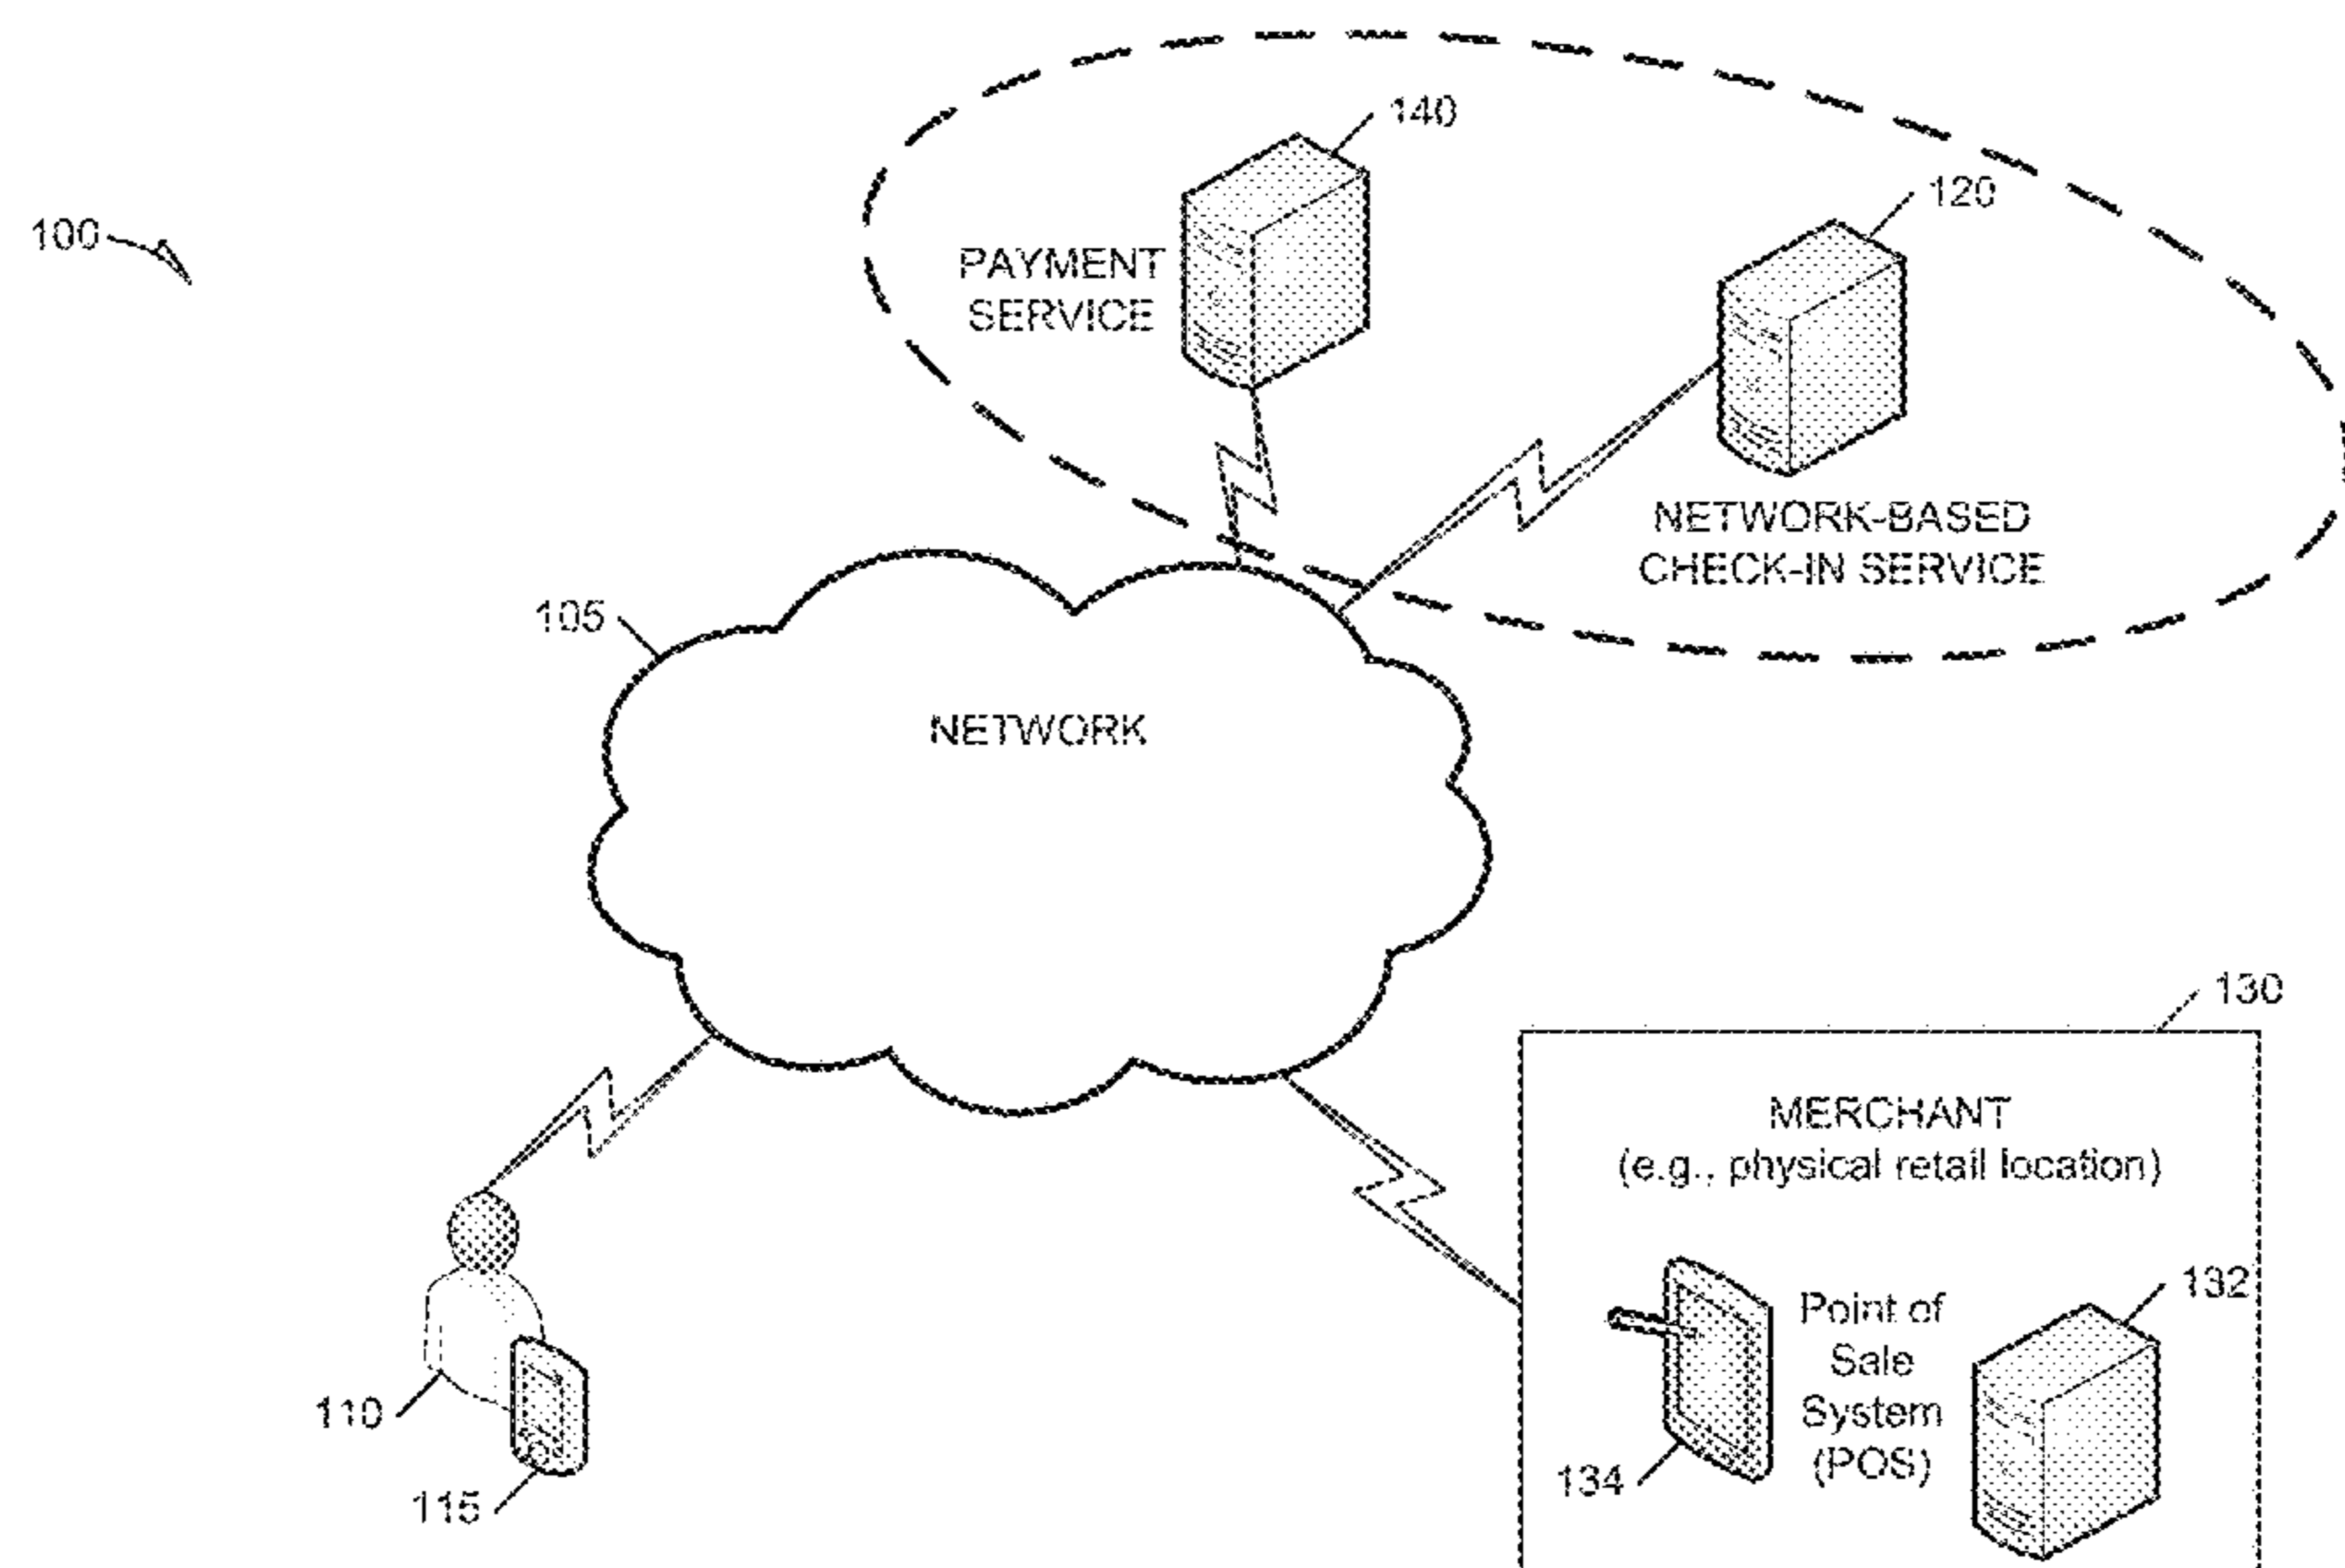 140
120
100
PAYMENT
SERVICE
NETWORK-BASED
CHECK-IN SERVICE
105
NETWORK
130
MERCHANT
(e.g., physical retail location)
132
Point of
Sale
System
(POS)
134
110
115